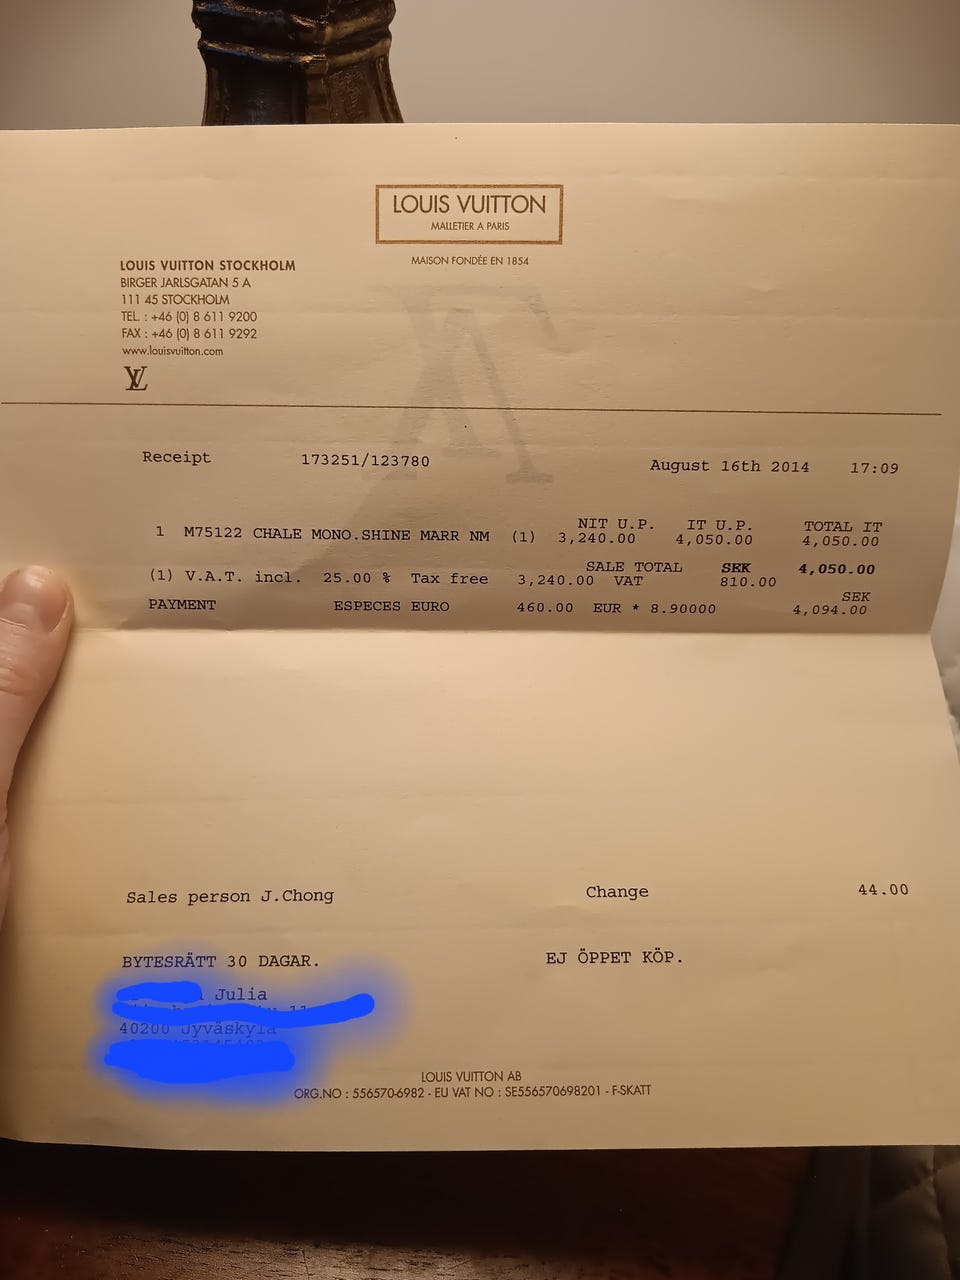 LOUIS VUITTON
MALLETIER A PARIS
MAISON FONDÉE EN 1854
LOUIS VUITTON STOCKHOLM
BIRGER JARLSGATAN 5 A
111 45 STOCKHOLM
TEL. : +46 (0) 8 611 9200
FAX : +46 (0) 8 611 9292
www.louisvuitton.com
LV
Receipt 173251/123780 August 16th 2014 17:09
NIT U.P. IT U.P. TOTAL IT
1 M75122 CHALE MONO.SHINE MARR NM (1) 3,240.00 4,050.00 4,050.00
SALE TOTAL SEK 4,050.00
(1) V.A.T. incl. 25.00 % Tax free 3,240.00 VAT 810.00
SEK
PAYMENT ESPECES EURO 460.00 EUR * 8.90000 4,094.00
Sales person J.Chong Change 44.00
BYTESRÄTT 30 DAGAR. EJ ÖPPET KÖP.
Julia
40200 Jyväskylä
LOUIS VUITTON AB
ORG.NO : 556570-6982 - EU VAT NO : SE556570698201 - F-SKATT